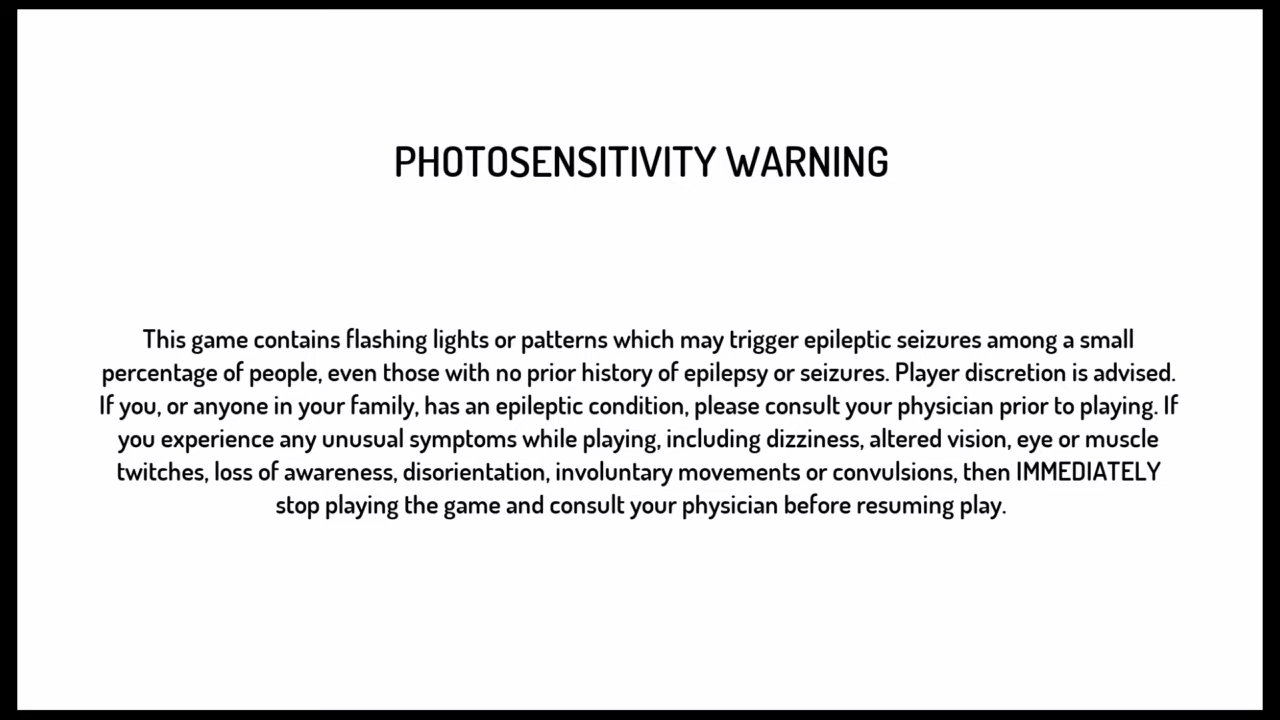 PHOTOSENSITIVITY WARNING
This game contains flashing lights or patterns which may trigger epileptic seizures among a small
percentage of people, even those with no prior history of epilepsy or seizures. Player discretion is advised.
If you, or anyone in your family, has an epileptic condition, please consult your physician prior to playing. If
you experience any unusual symptoms while playing, including dizziness, altered vision, eye or muscle
twitches, loss of awareness, disorientation, involuntary movements or convulsions, then IMMEDIATELY
stop playing the game and consult your physician before resuming play.